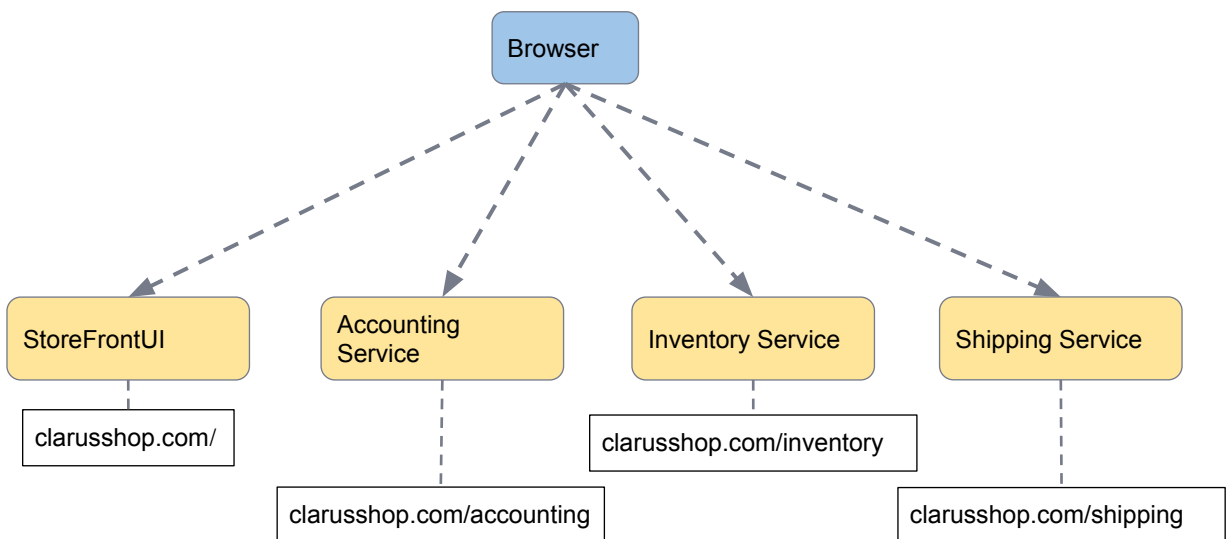 Browser
StoreFrontUI
Accounting
Service
Inventory Service
Shipping Service
clarusshop.com/
clarusshop.com/inventory
clarusshop.com/accounting
clarusshop.com/shipping